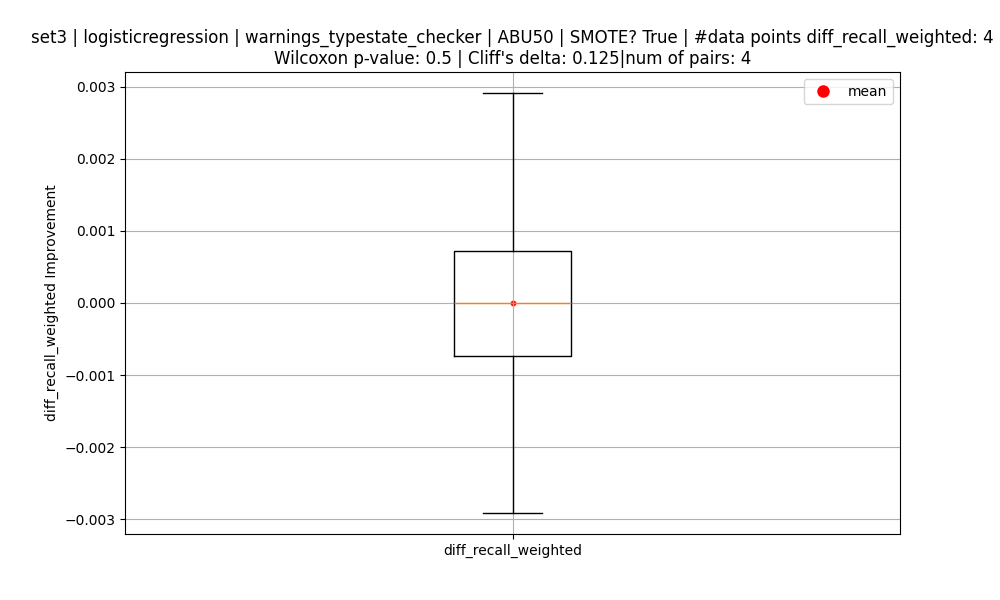 set3 | logisticregression | warnings_typestate_checker | ABU50 | SMOTE? True | #data points diff_recall_weighted: 4
Wilcoxon p-value: 0.5 | Cliff's delta: 0.125|num of pairs: 4
mean
0.003
0.002
0.001
0.000
−0.001
−0.002
−0.003
diff_recall_weighted Improvement
diff_recall_weighted